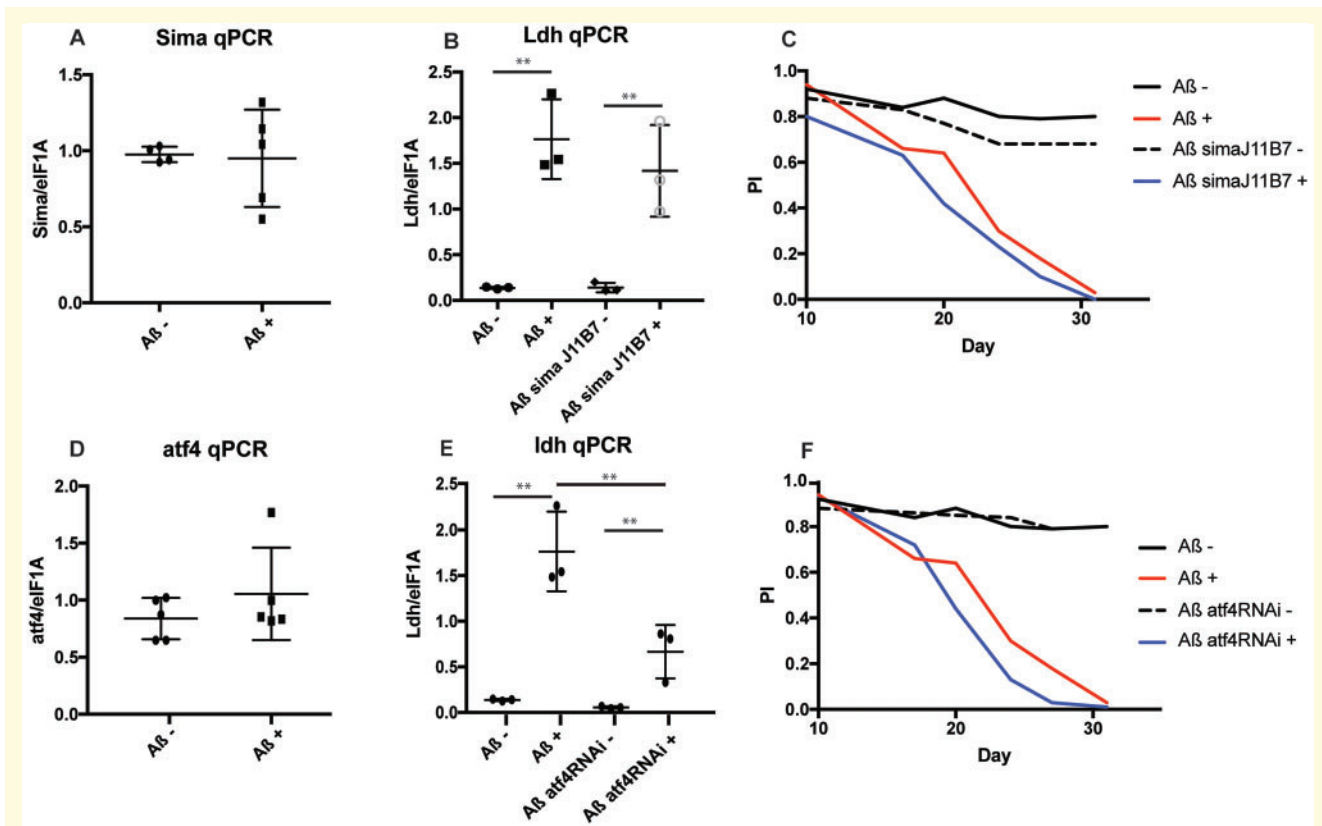 A
Sima qPCR
Sima/eIF1A
1.5
1.0
0.5
0.0
Aß -
Aß +
B
Ldh qPCR
Ldh/eIF1A
2.5
2.0
1.5
1.0
0.5
0.0
**
**
Aß -
Aß +
Aß sima J11B7 -
Aß sima J11B7 +
C
PI
1.0
0.8
0.6
0.4
0.2
0.0
10
20
30
Day
Aß -
Aß +
Aß simaJ11B7 -
Aß simaJ11B7 +
D
atf4 qPCR
atf4/eIF1A
2.0
1.5
1.0
0.5
0.0
Aß -
Aß +
E
ldh qPCR
Ldh/eIF1A
2.5
2.0
1.5
1.0
0.5
0.0
**
**
**
Aß -
Aß +
Aß atf4RNAi -
Aß atf4RNAi +
F
PI
1.0
0.8
0.6
0.4
0.2
0.0
10
20
30
Day
Aß -
Aß +
Aß atf4RNAi -
Aß atf4RNAi +